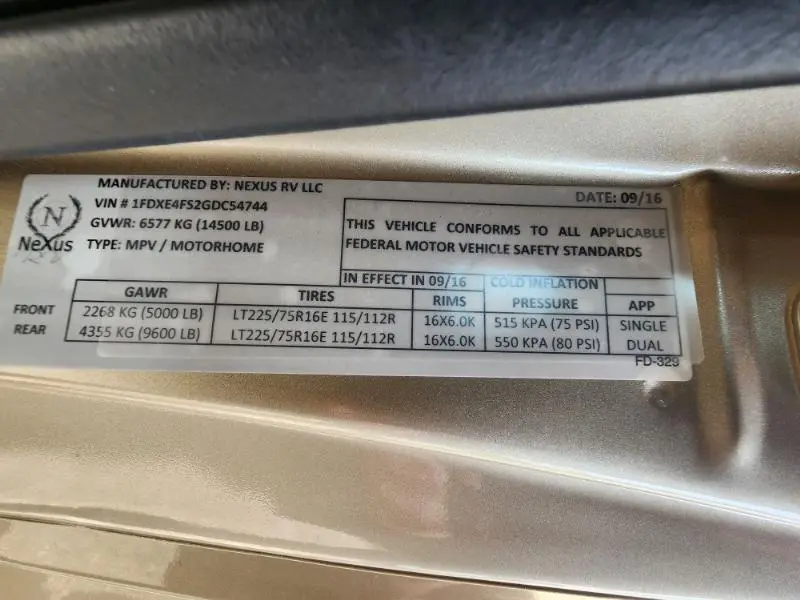 MANUFACTURED BY: NEXUS RV LLC
DATE: 09/16
VIN # 1FDXE4FS2GDC54744
GVWR: 6577 KG (14500 LB)
TYPE: MPV / MOTORHOME
N
NeXus
RV
THIS VEHICLE CONFORMS TO ALL APPLICABLE
FEDERAL MOTOR VEHICLE SAFETY STANDARDS
IN EFFECT IN 09/16
GAWR TIRES RIMS COLD INFLATION PRESSURE APP
FRONT 2268 KG (5000 LB) LT225/75R16E 115/112R 16X6.0K 515 KPA (75 PSI) SINGLE
REAR 4355 KG (9600 LB) LT225/75R16E 115/112R 16X6.0K 550 KPA (80 PSI) DUAL
FD-329